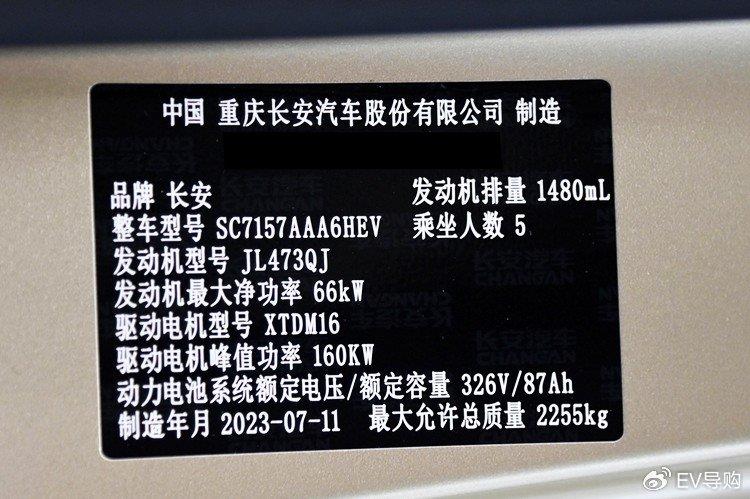 中国 重庆长安汽车股份有限公司 制造
品牌 长安 发动机排量 1480mL
整车型号 SC7157AAA6HEV 乘坐人数 5
发动机型号 JL473QJ
发动机最大净功率 66kW
驱动电机型号 XTDM16
驱动电机峰值功率 160KW
动力电池系统额定电压/额定容量 326V/87Ah
制造年月 2023-07-11 最大允许总质量 2255kg
长安汽车
CHANGAN
EV导购